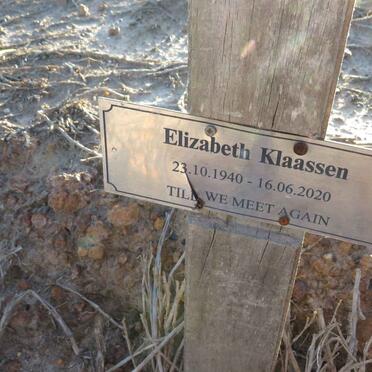 Elizabeth Klaassen
23.10.1940 - 16.06.2020
TILL WE MEET AGAIN